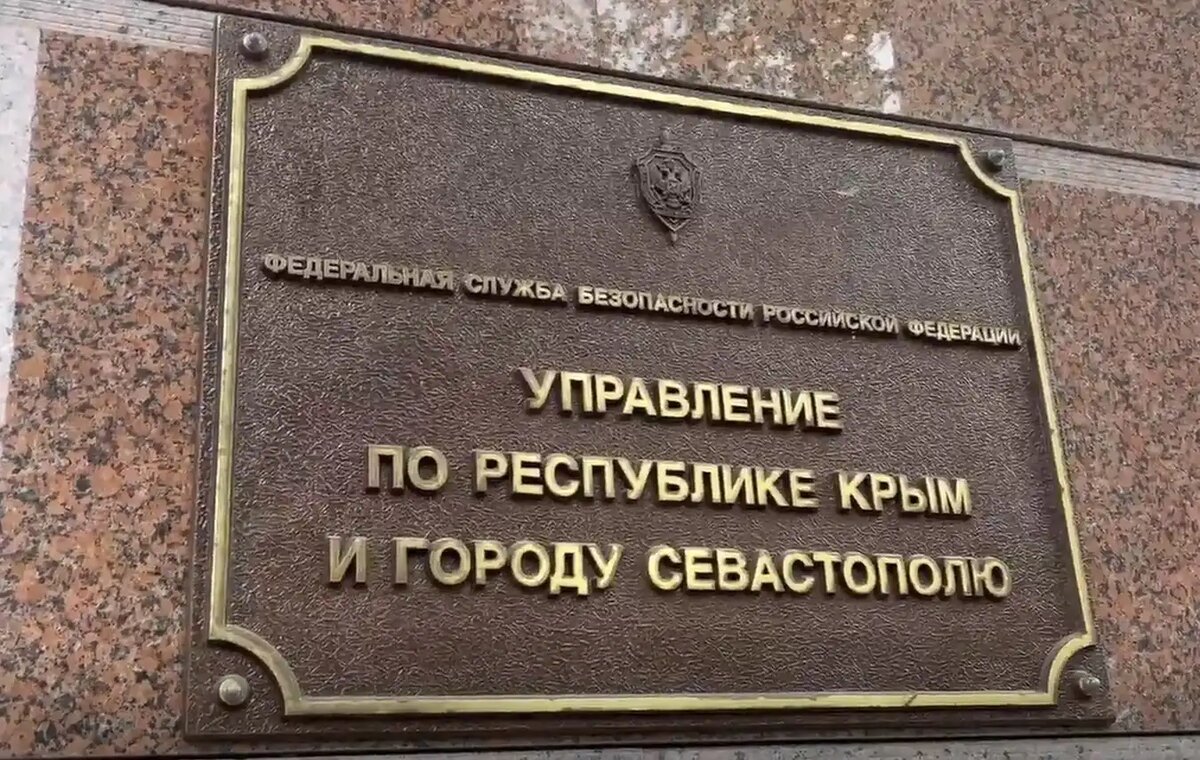 ФЕДЕРАЛЬНАЯ СЛУЖБА БЕЗОПАСНОСТИ РОССИЙСКОЙ ФЕДЕРАЦИИ
УПРАВЛЕНИЕ
ПО РЕСПУБЛИКЕ КРЫМ
И ГОРОДУ СЕВАСТОПОЛЮ